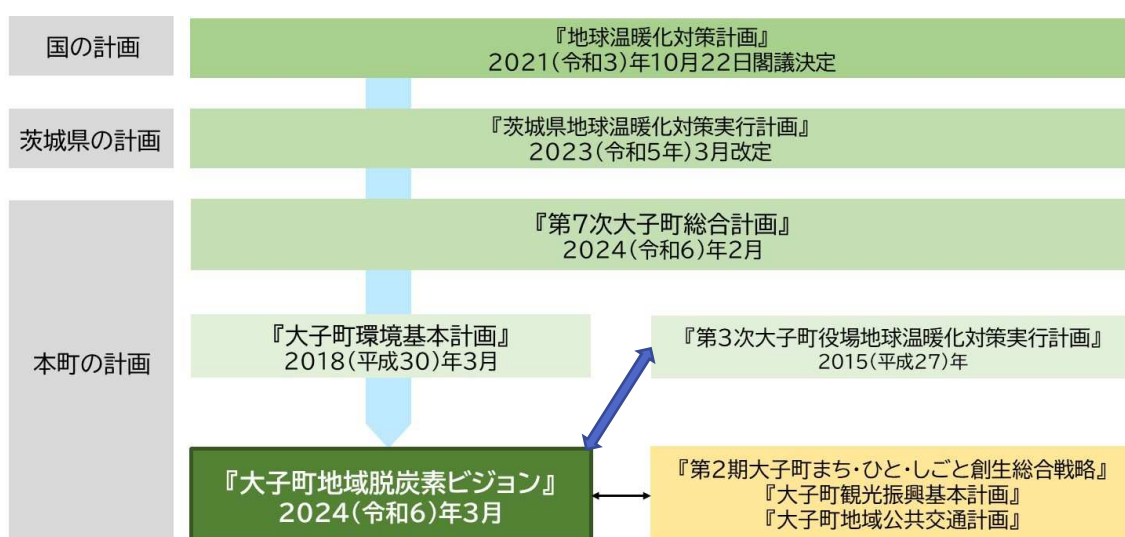 国の計画
『地球温暖化対策計画』
2021(令和3)年10月22日閣議決定
茨城県の計画
『茨城県地球温暖化対策実行計画』
2023(令和5年)3月改定
本町の計画
『第7次大子町総合計画』
2024(令和6)年2月
『大子町環境基本計画』
2018(平成30)年3月
『第3次大子町役場地球温暖化対策実行計画』
2015(平成27)年
『大子町地域脱炭素ビジョン』
2024(令和6)年3月
『第2期大子町まち・ひと・しごと創生総合戦略』
『大子町観光振興基本計画』
『大子町地域公共交通計画』